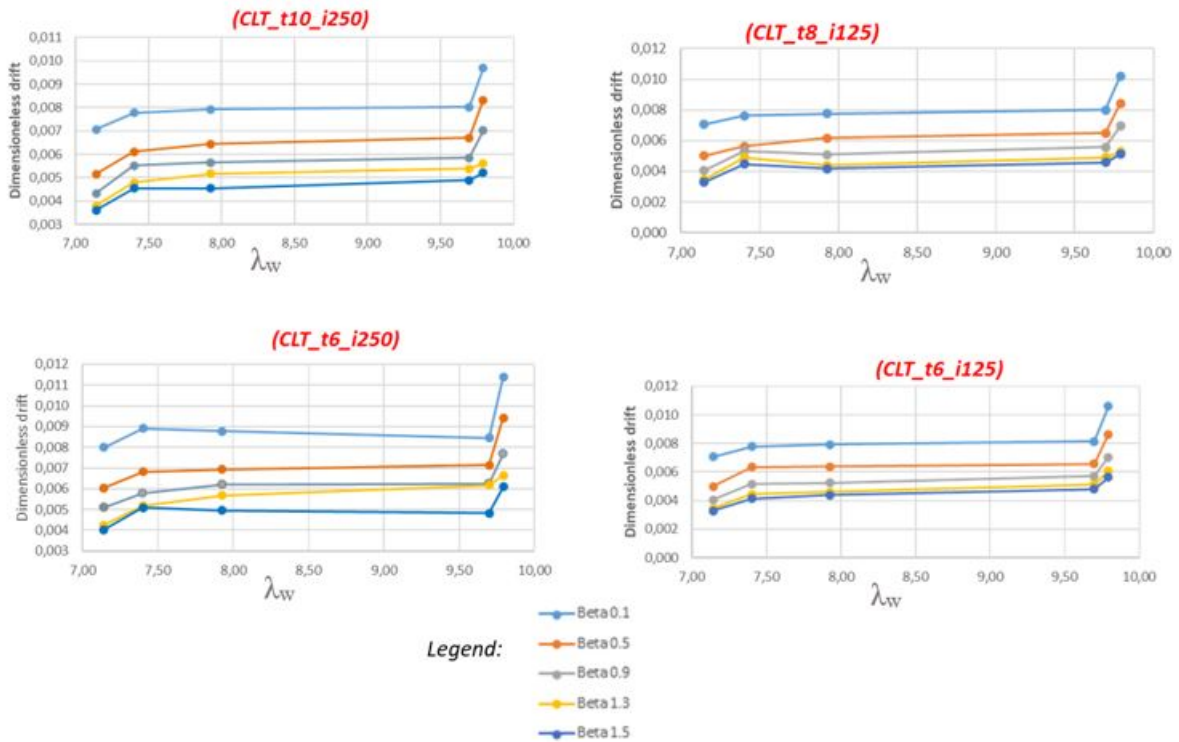 (CLT_t10_i250)
Dimensioneless drift
0,011
0,010
0,009
0,008
0,007
0,006
0,005
0,004
0,003
7,00 7,50 8,00 8,50 9,00 9,50 10,00
λw
(CLT_t8_i125)
Dimensionless drift
0,012
0,010
0,008
0,006
0,004
0,002
0,000
7,00 7,50 8,00 8,50 9,00 9,50 10,00
λw
(CLT_t6_i250)
Dimensionless drift
0,012
0,011
0,010
0,009
0,008
0,007
0,006
0,005
0,004
0,003
7,00 7,50 8,00 8,50 9,00 9,50 10,00
λw
(CLT_t6_i125)
Dimensionless drift
0,012
0,010
0,008
0,006
0,004
0,002
0,000
7,00 7,50 8,00 8,50 9,00 9,50 10,00
λw
Legend:
Beta 0.1
Beta 0.5
Beta 0.9
Beta 1.3
Beta 1.5